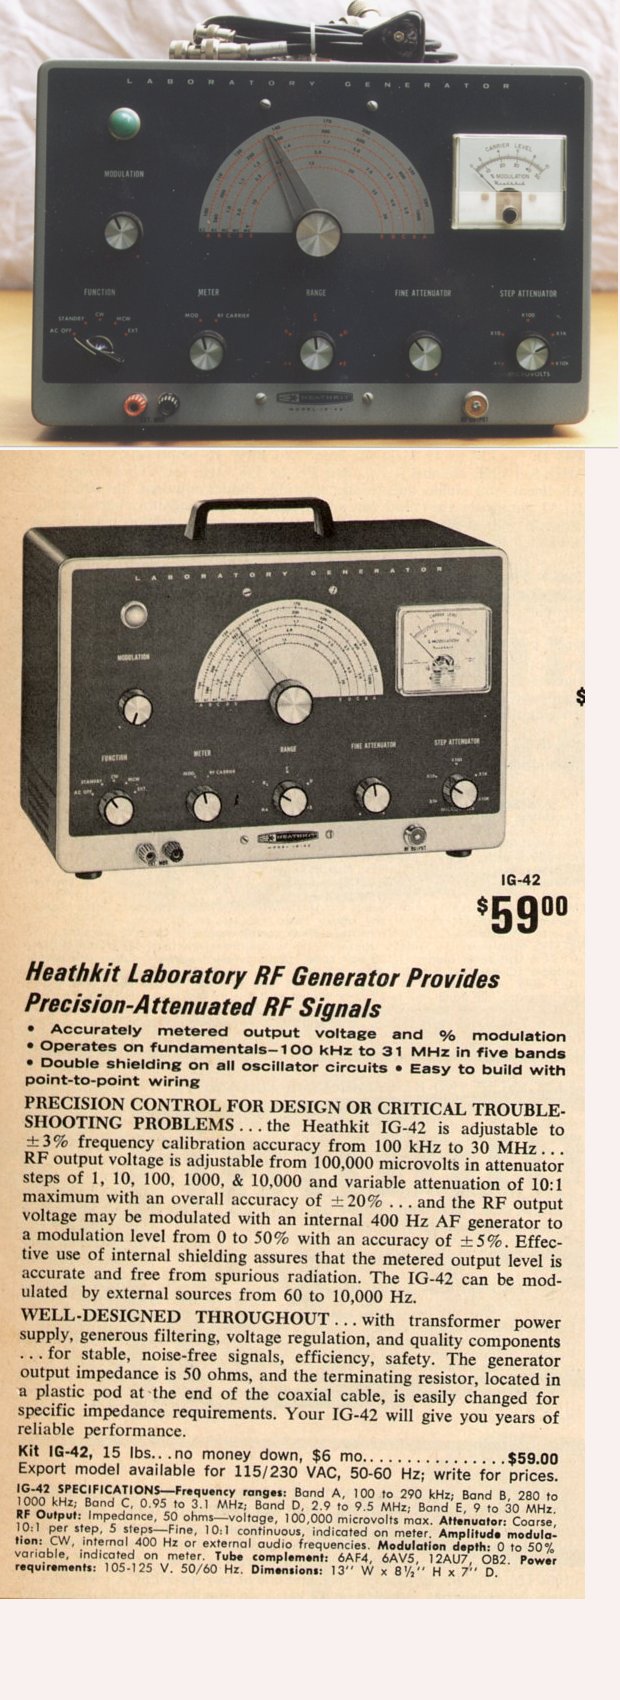 LABORATORY GENERATOR
CARRIER LEVEL
% MODULATION
Heathkit
MODULATION
FUNCTION
METER
RANGE
FINE ATTENUATOR
STEP ATTENUATOR
STANDBY CW MCW
AC OFF EXT.
MOD RF CARRIER
X100
X10 X1K
X10K
MICROVOLTS
HEATHKIT
EXT MOD
RF OUTPUT
LABORATORY GENERATOR
% MODULATION
MODULATION
FUNCTION
METER
RANGE
FINE ATTENUATOR
STEP ATTENUATOR
STANDBY CW MCW
AC OFF EXT.
MOD RF CARRIER
X100
X10 X1K
X10K
HEATHKIT
EXT MOD
RF OUTPUT
$
IG-42
$5900
Heathkit Laboratory RF Generator Provides
Precision-Attenuated RF Signals
• Accurately metered output voltage and % modulation
• Operates on fundamentals—100 kHz to 31 MHz in five bands
• Double shielding on all oscillator circuits • Easy to build with
point-to-point wiring
PRECISION CONTROL FOR DESIGN OR CRITICAL TROUBLE-
SHOOTING PROBLEMS . . . the Heathkit IG-42 is adjustable to
±3% frequency calibration accuracy from 100 kHz to 30 MHz . . .
RF output voltage is adjustable from 100,000 microvolts in attenuator
steps of 1, 10, 100, 1000, & 10,000 and variable attenuation of 10:1
maximum with an overall accuracy of ±20% . . . and the RF output
voltage may be modulated with an internal 400 Hz AF generator to
a modulation level from 0 to 50% with an accuracy of ±5%. Effec-
tive use of internal shielding assures that the metered output level is
accurate and free from spurious radiation. The IG-42 can be mod-
ulated by external sources from 60 to 10,000 Hz.
WELL-DESIGNED THROUGHOUT . . . with transformer power
supply, generous filtering, voltage regulation, and quality components
. . . for stable, noise-free signals, efficiency, safety. The generator
output impedance is 50 ohms, and the terminating resistor, located in
a plastic pod at the end of the coaxial cable, is easily changed for
specific impedance requirements. Your IG-42 will give you years of
reliable performance.
Kit IG-42, 15 lbs...no money down, $6 mo................$59.00
Export model available for 115/230 VAC, 50-60 Hz; write for prices.
IG-42 SPECIFICATIONS—Frequency ranges: Band A, 100 to 290 kHz; Band B, 280 to
1000 kHz; Band C, 0.95 to 3.1 MHz; Band D, 2.9 to 9.5 MHz; Band E, 9 to 30 MHz.
RF Output: Impedance, 50 ohms—voltage, 100,000 microvolts max. Attenuator: Coarse,
10:1 per step, 5 steps—Fine, 10:1 continuous, indicated on meter. Amplitude modula-
tion: CW, internal 400 Hz or external audio frequencies. Modulation depth: 0 to 50%
variable, indicated on meter. Tube complement: 6AF4, 6AV5, 12AU7, OB2. Power
requirements: 105-125 V. 50/60 Hz. Dimensions: 13'' W x 8½'' H x 7'' D.